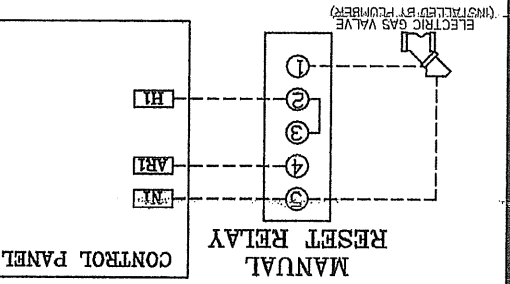 CONTROL PANEL
MANUAL
RESET RELAY
N1
5
AR1
4
3
H1
2
1
ELECTRIC GAS VALVE
(INSTALLED BY PLUMBER)